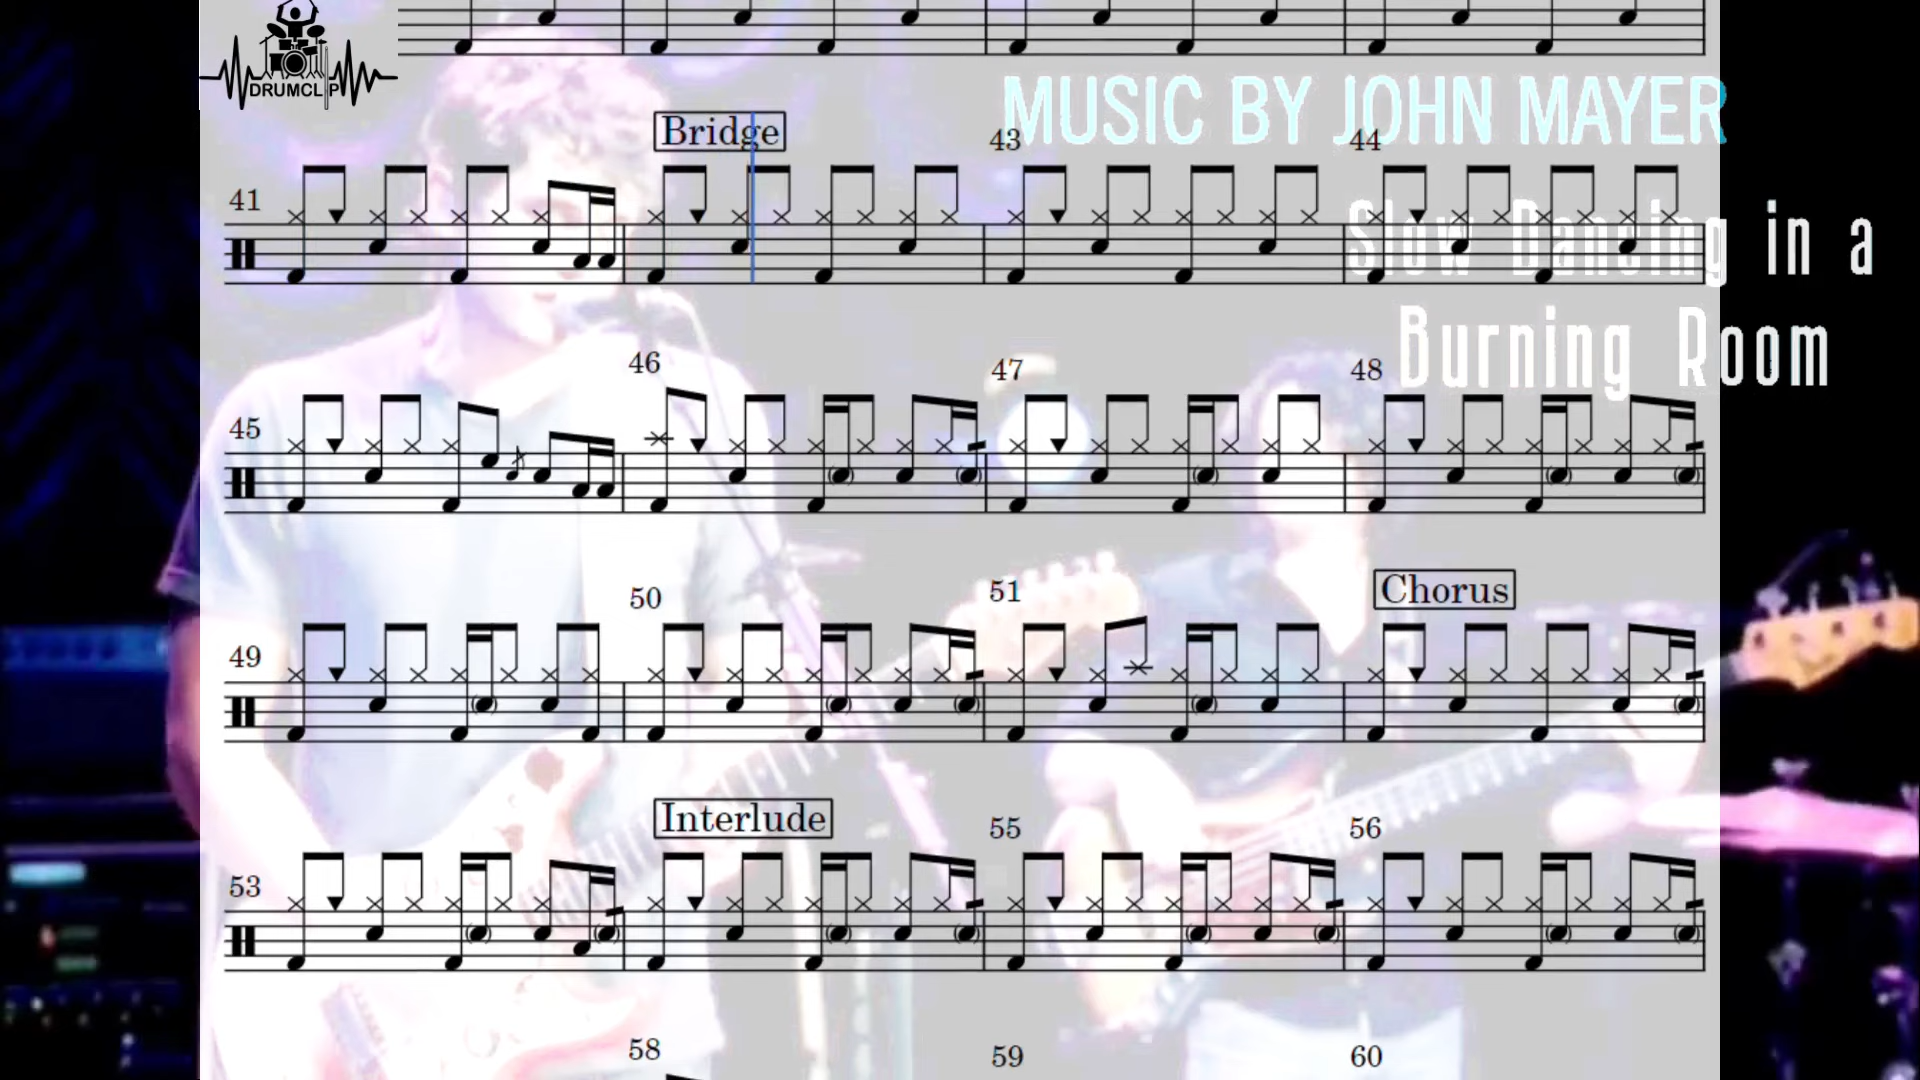 DRUMCLIP
MUSIC BY JOHN MAYER
Bridge
43
44
41
Slow Dancing in a
Burning Room
46
47
48
45
50
51
Chorus
49
Interlude
55
56
53
58
59
60